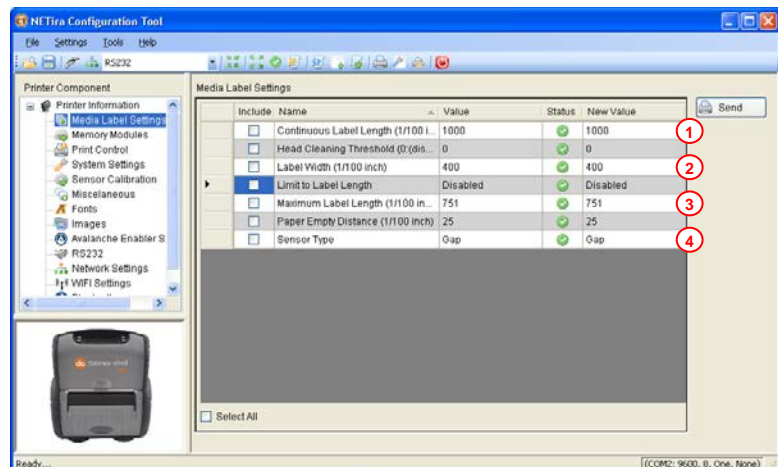 NETira Configuration Tool
File Settings Tools Help
RS232
Printer Component
Printer Information
Media Label Settings
Memory Modules
Print Control
System Settings
Sensor Calibration
Miscelaneous
Fonts
Images
Avalanche Enabler S
RS232
Network Settings
WIFI Settings
Media Label Settings
Include Name Value Status New Value
Continuous Label Length (1/100 i... 1000 1000
Head Cleaning Threshold (0:(dis... 0 0
Label Width (1/100 inch) 400 400
Limit to Label Length Disabled Disabled
Maximum Label Length (1/100 in... 751 751
Paper Empty Distance (1/100 inch) 25 25
Sensor Type Gap Gap
1
2
3
4
Send
Select All
Ready...
(COM2: 9600, 8, One, None)